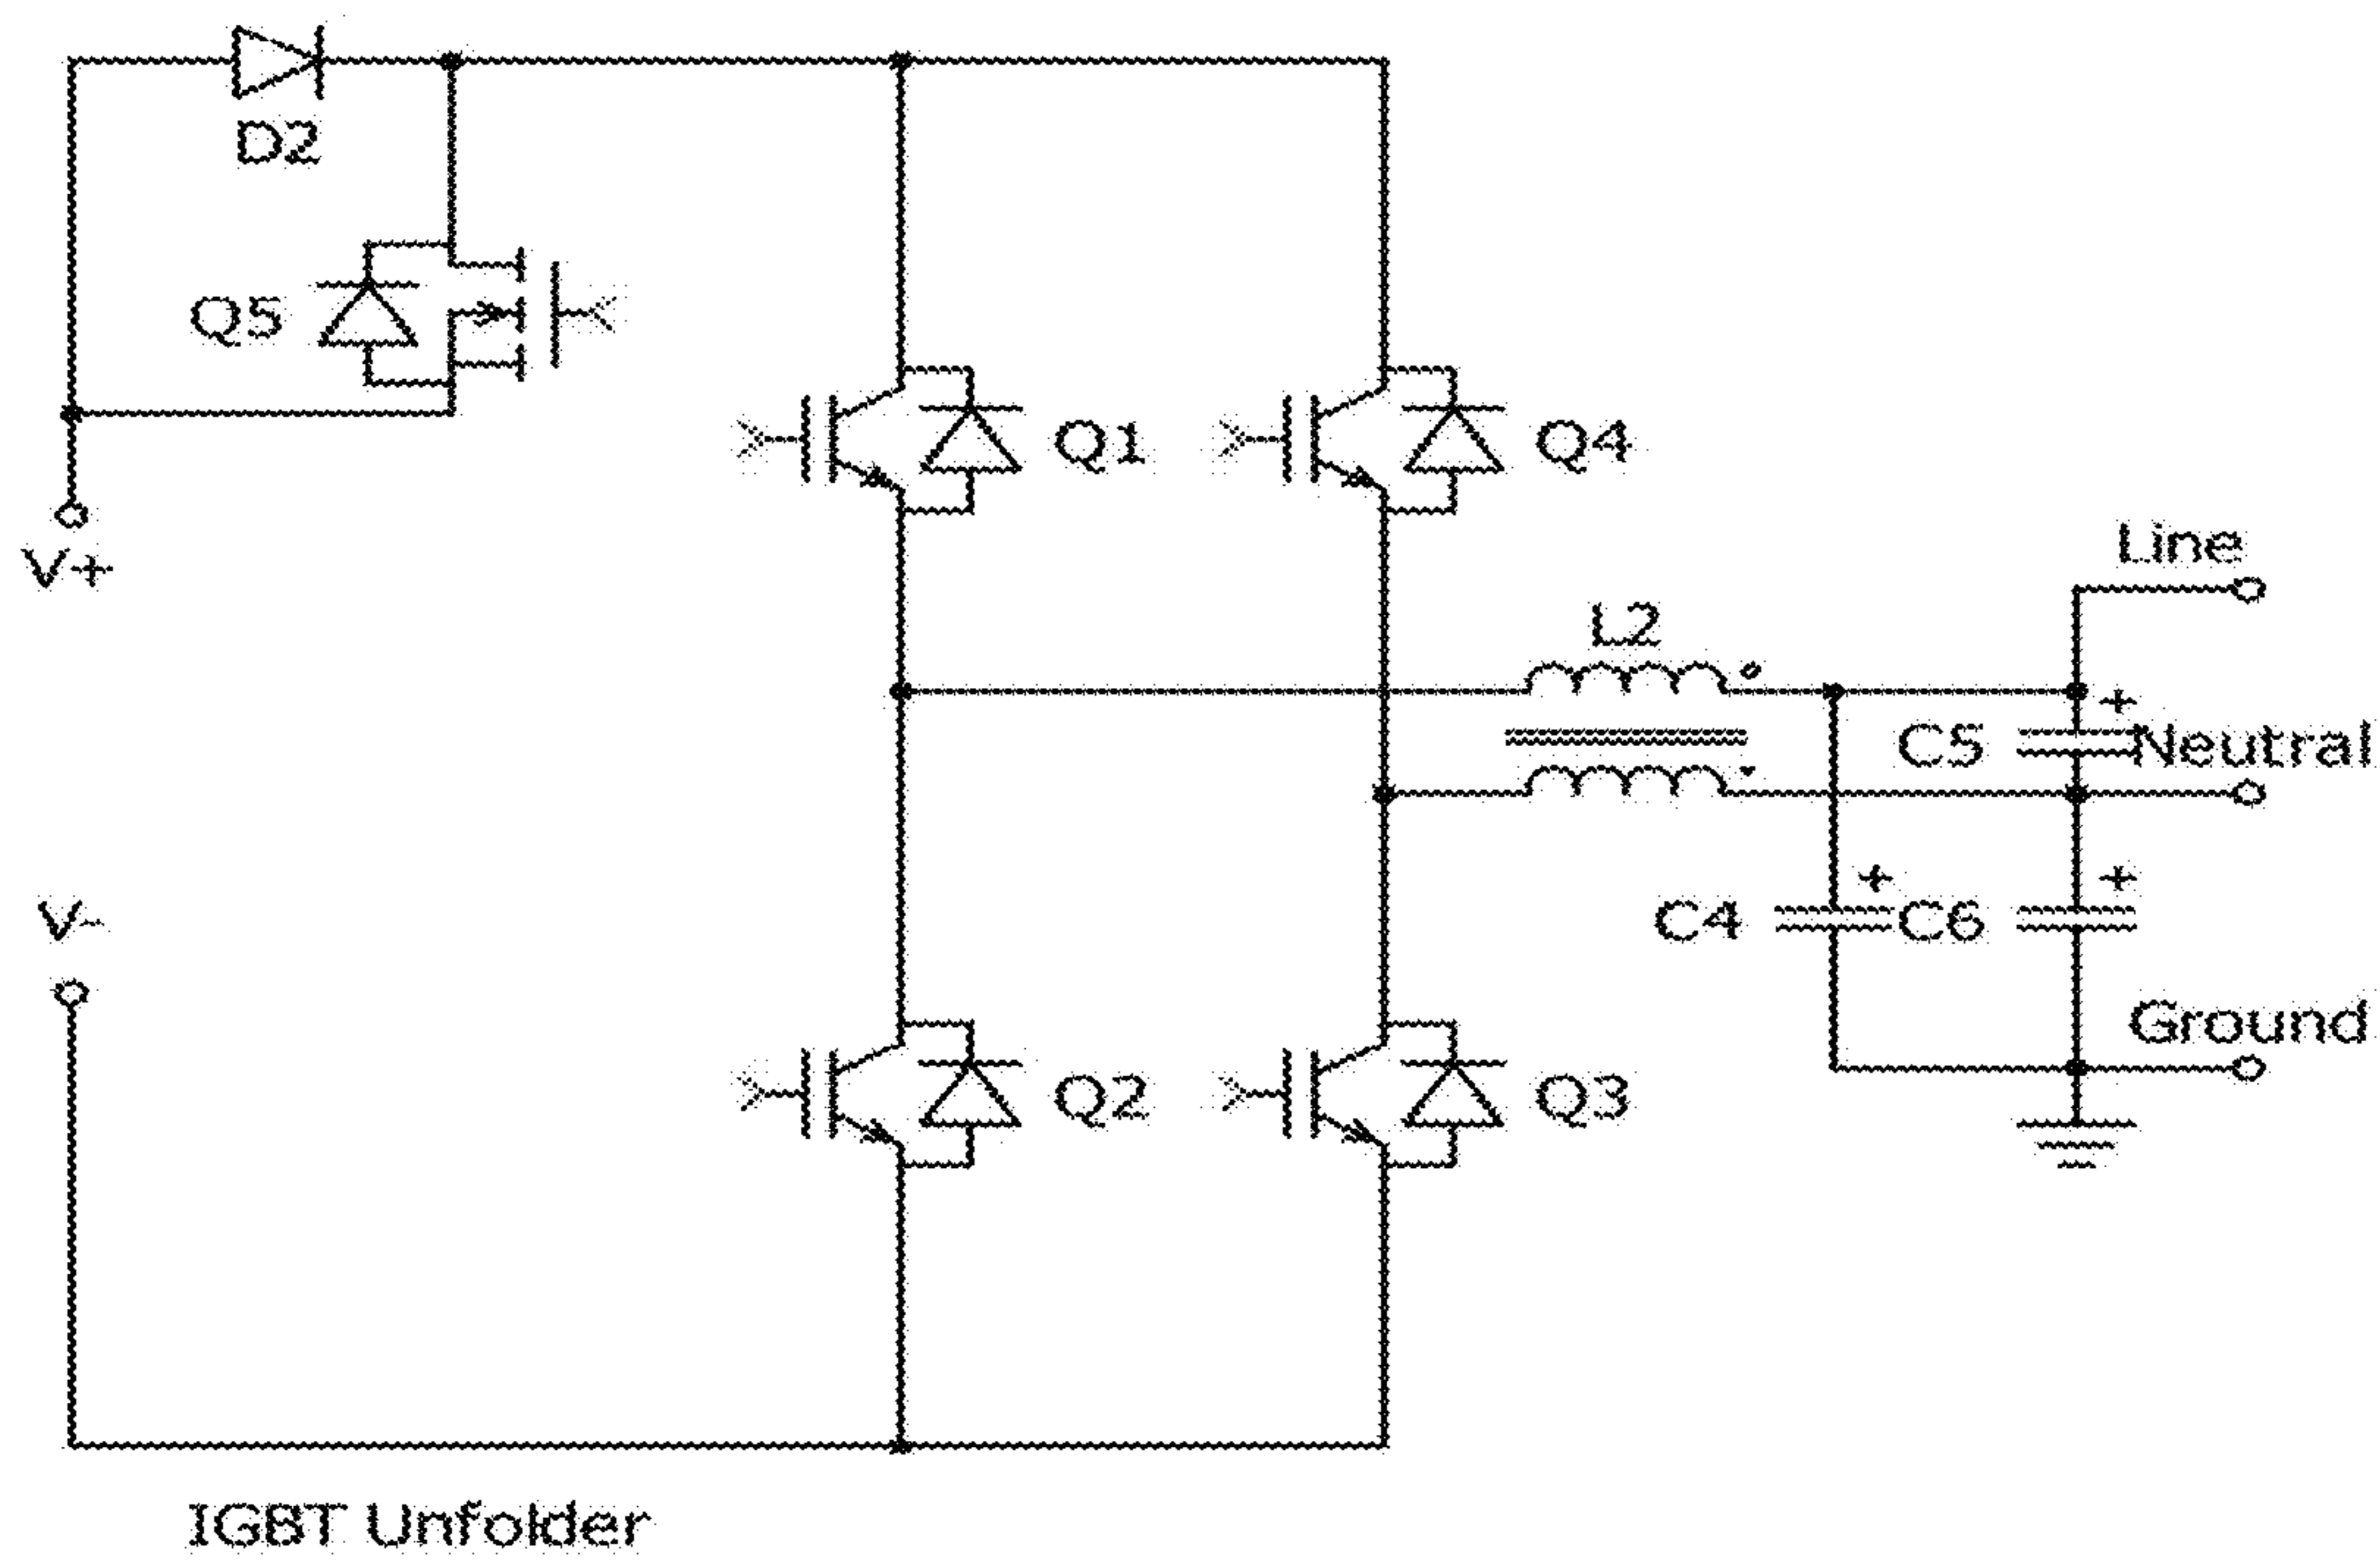 D2
Q5
V+
Q1
Q4
Line
L2
+
C5
Neutral
V-
+
+
C4
C6
Ground
Q2
Q3
IGBT Unfolder